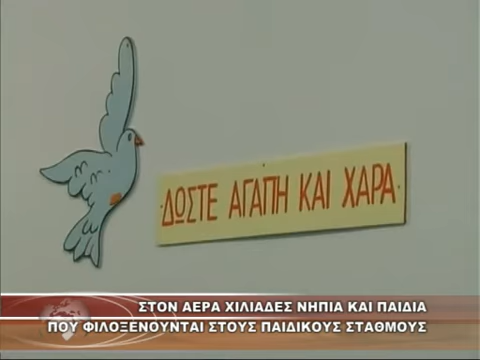 ΔΩΣΤΕ ΑΓΑΠΗ ΚΑΙ ΧΑΡΑ
ΣΤΟΝ ΑΕΡΑ ΧΙΛΙΑΔΕΣ ΝΗΠΙΑ ΚΑΙ ΠΑΙΔΙΑ
ΠΟΥ ΦΙΛΟΞΕΝΟΥΝΤΑΙ ΣΤΟΥΣ ΠΑΙΔΙΚΟΥΣ ΣΤΑΘΜΟΥΣ